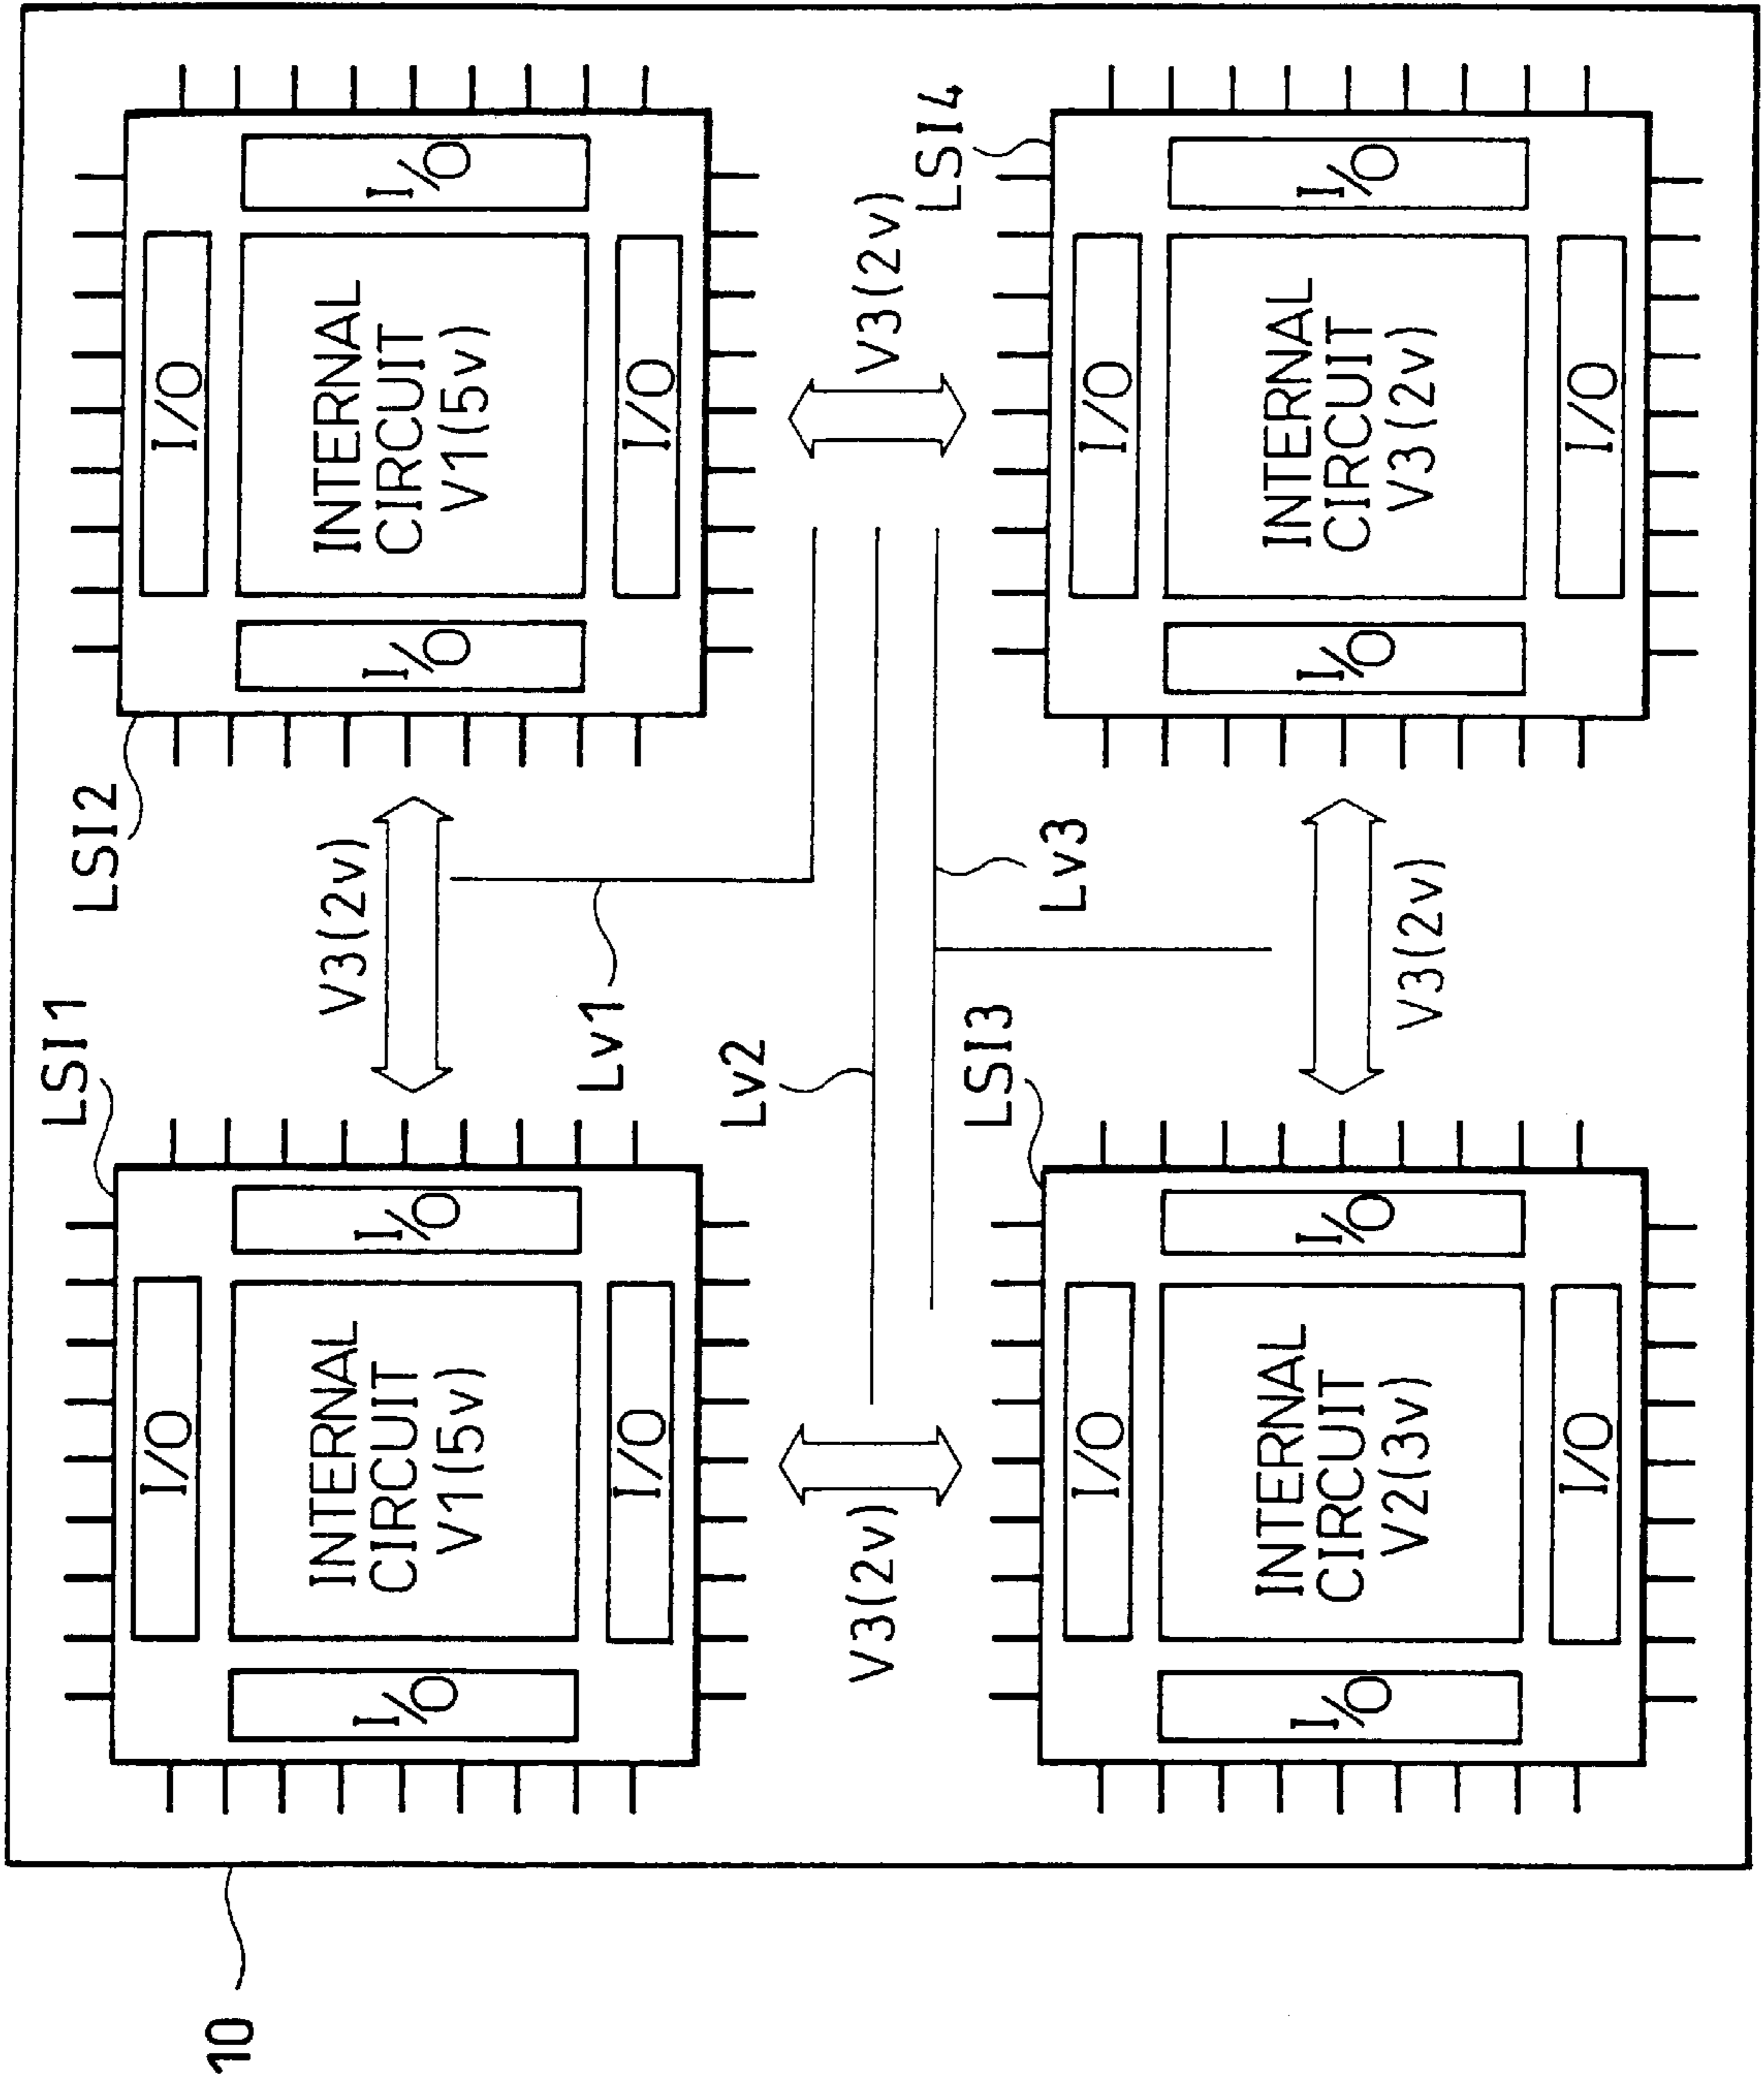 10
LSI1
I/O
I/O
INTERNAL
CIRCUIT
V1(5v)
I/O
I/O
V3(2v)
LSI2
I/O
I/O
INTERNAL
CIRCUIT
V1(5v)
I/O
I/O
Lv1
Lv2
V3(2v)
V3(2v)
Lv3
LSI3
I/O
I/O
INTERNAL
CIRCUIT
V2(3v)
I/O
I/O
V3(2v)
LSI4
I/O
I/O
INTERNAL
CIRCUIT
V3(2v)
I/O
I/O